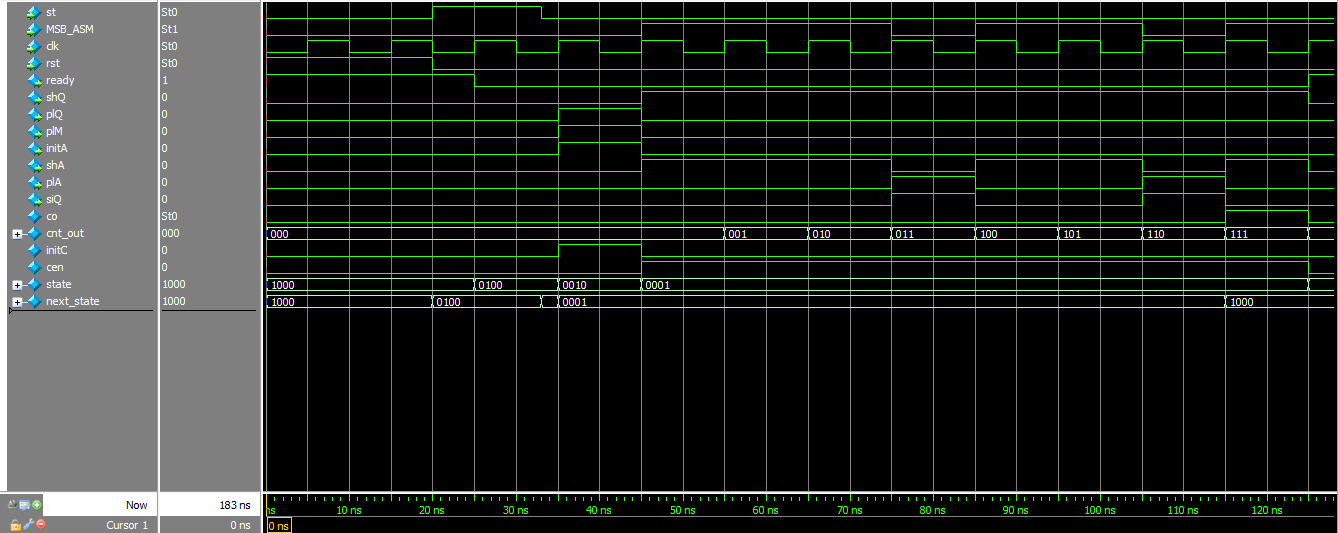 st St0
MSB_ASM St1
clk St0
rst St0
ready 1
shQ 0
plQ 0
plM 0
initA 0
shA 0
plA 0
siQ 0
co St0
cnt_out 000 000 001 010 011 100 101 110 111
initC 0
cen 0
state 1000 1000 0100 0010 0001
next_state 1000 1000 0100 0001 1000
Now 183 ns ns 10 ns 20 ns 30 ns 40 ns 50 ns 60 ns 70 ns 80 ns 90 ns 100 ns 110 ns 120 ns
Cursor 1 0 ns 0 ns